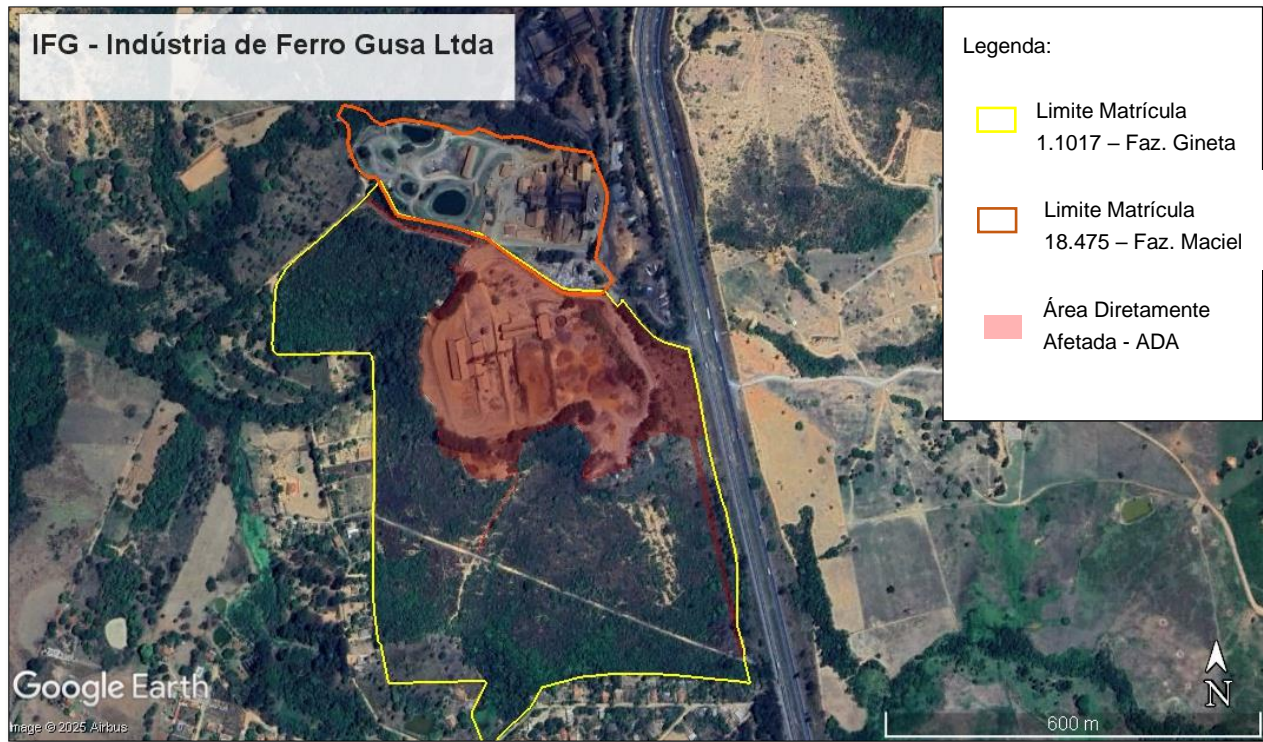 IFG - Indústria de Ferro Gusa Ltda
Legenda:
Limite Matrícula
1.1017 – Faz. Gineta
Limite Matrícula
18.475 – Faz. Maciel
Área Diretamente
Afetada - ADA
Google Earth
Image © 2025 Airbus
N
600 m